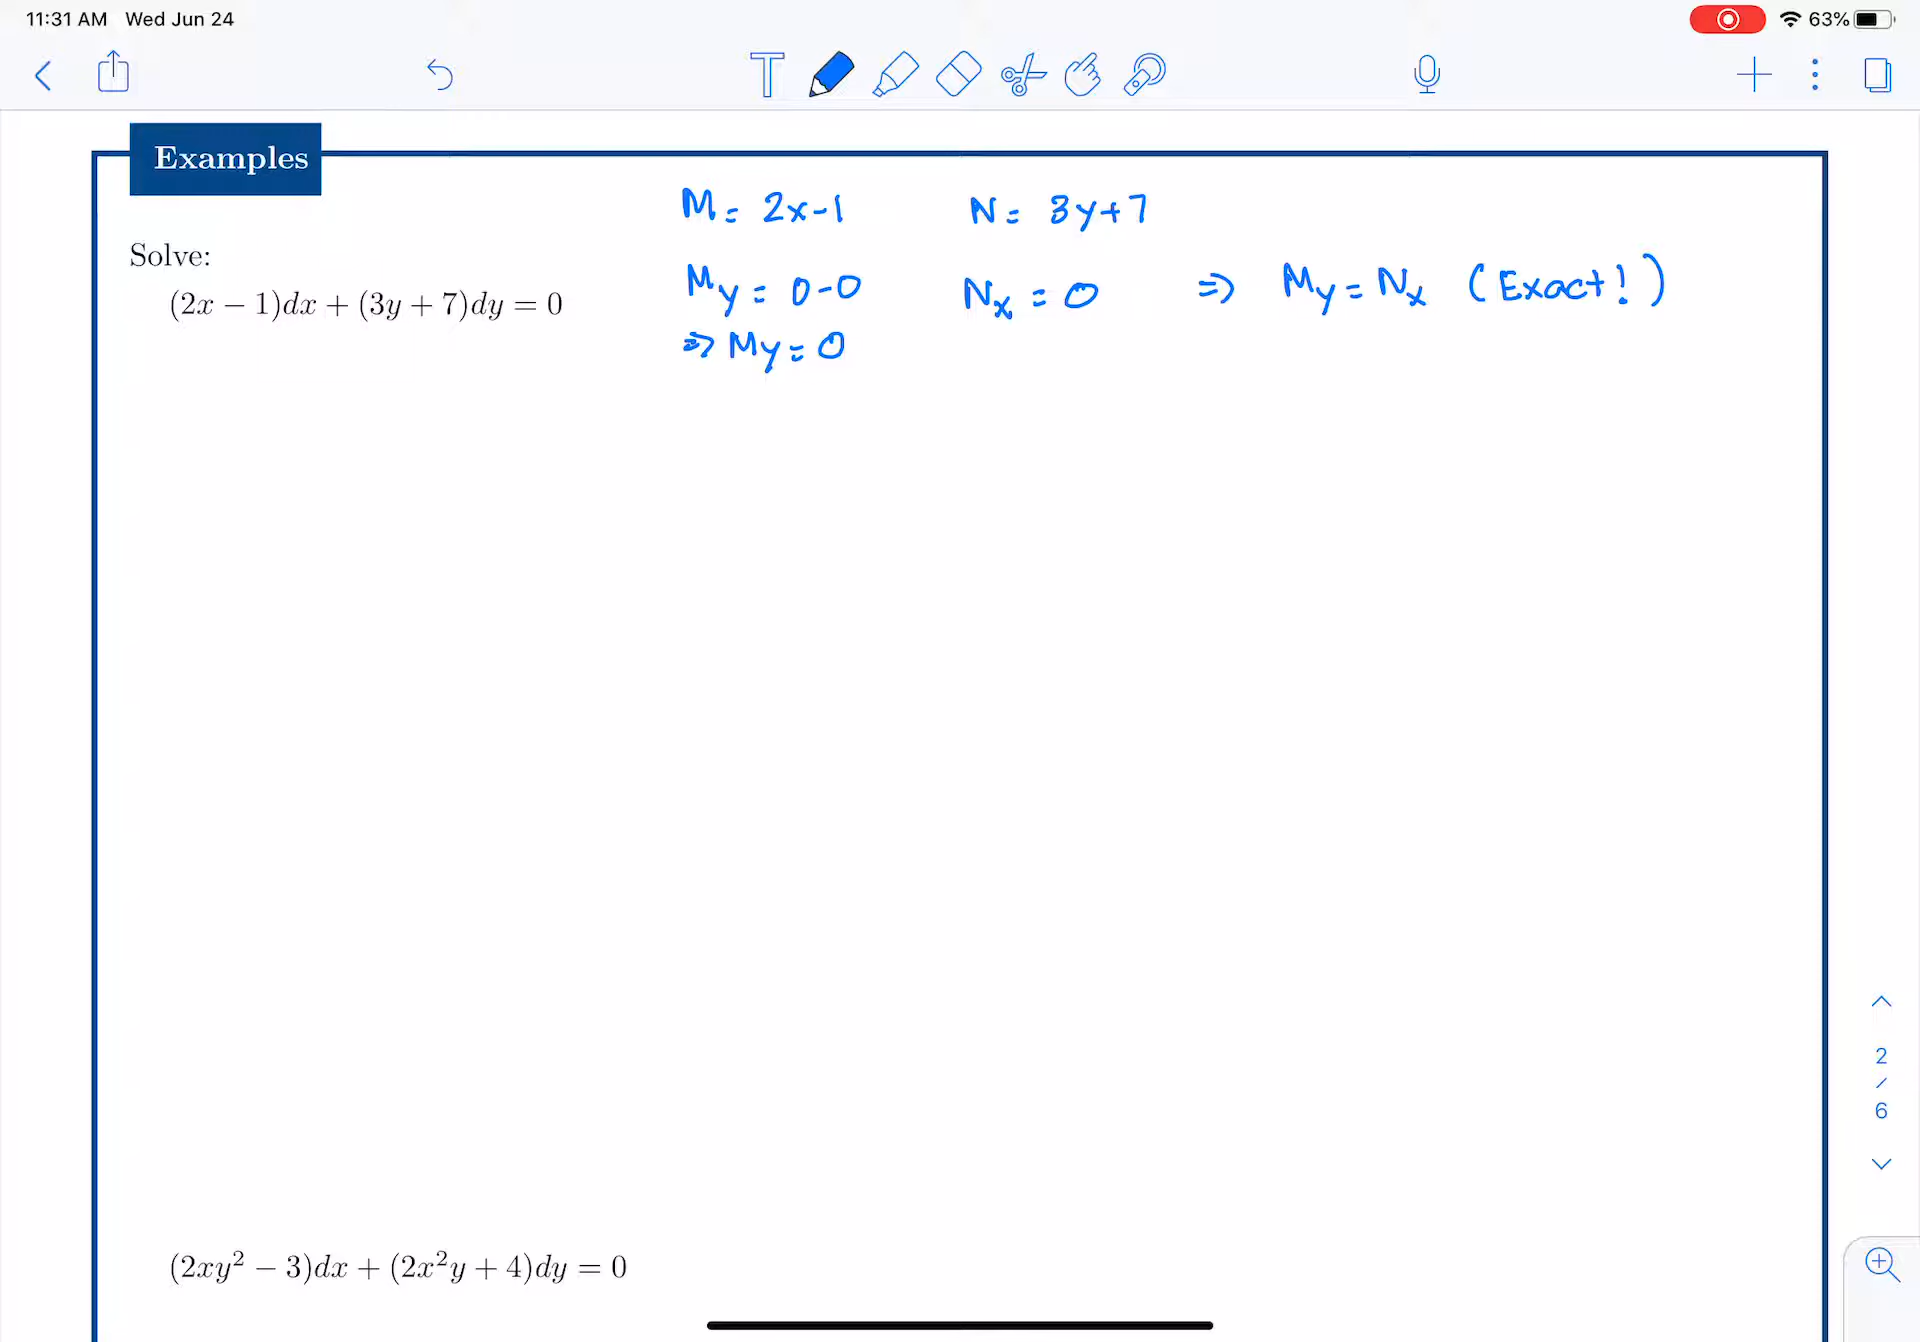 11:31 AM Wed Jun 24
63%
Examples
M = 2x-1 N = 3y+7
Solve:
(2x − 1)dx + (3y + 7)dy = 0
My = 0-0 Nx = 0 ⇒ My = Nx (Exact!)
⇒ My = 0
2
/
6
(2xy² − 3)dx + (2x²y + 4)dy = 0